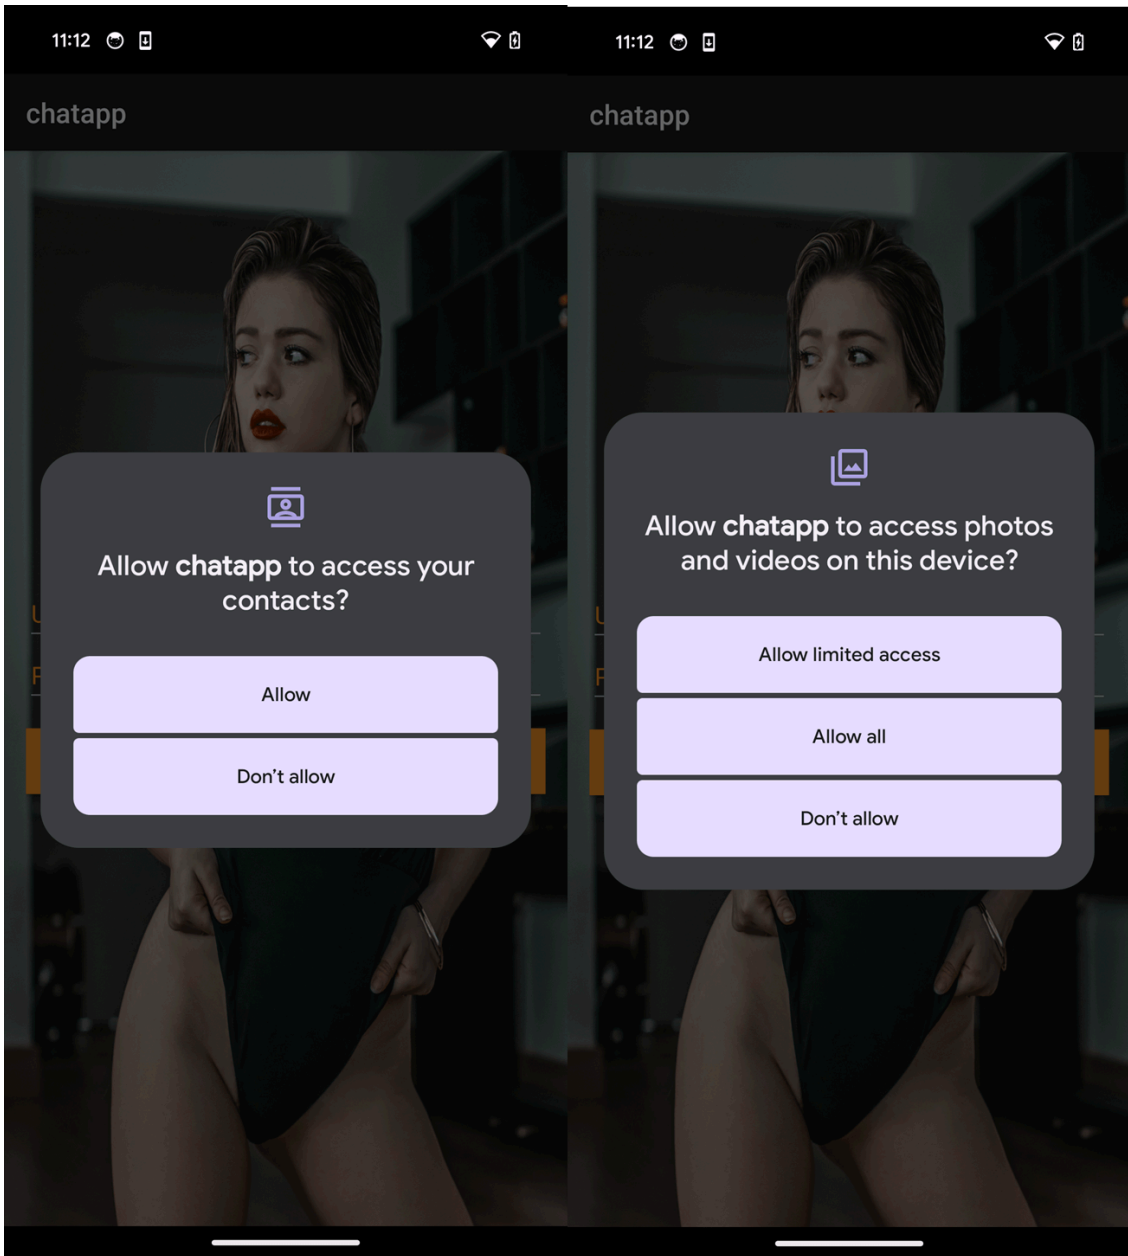 11:12
chatapp
Allow chatapp to access your
contacts?
Allow
Don’t allow
11:12
chatapp
Allow chatapp to access photos
and videos on this device?
Allow limited access
Allow all
Don’t allow